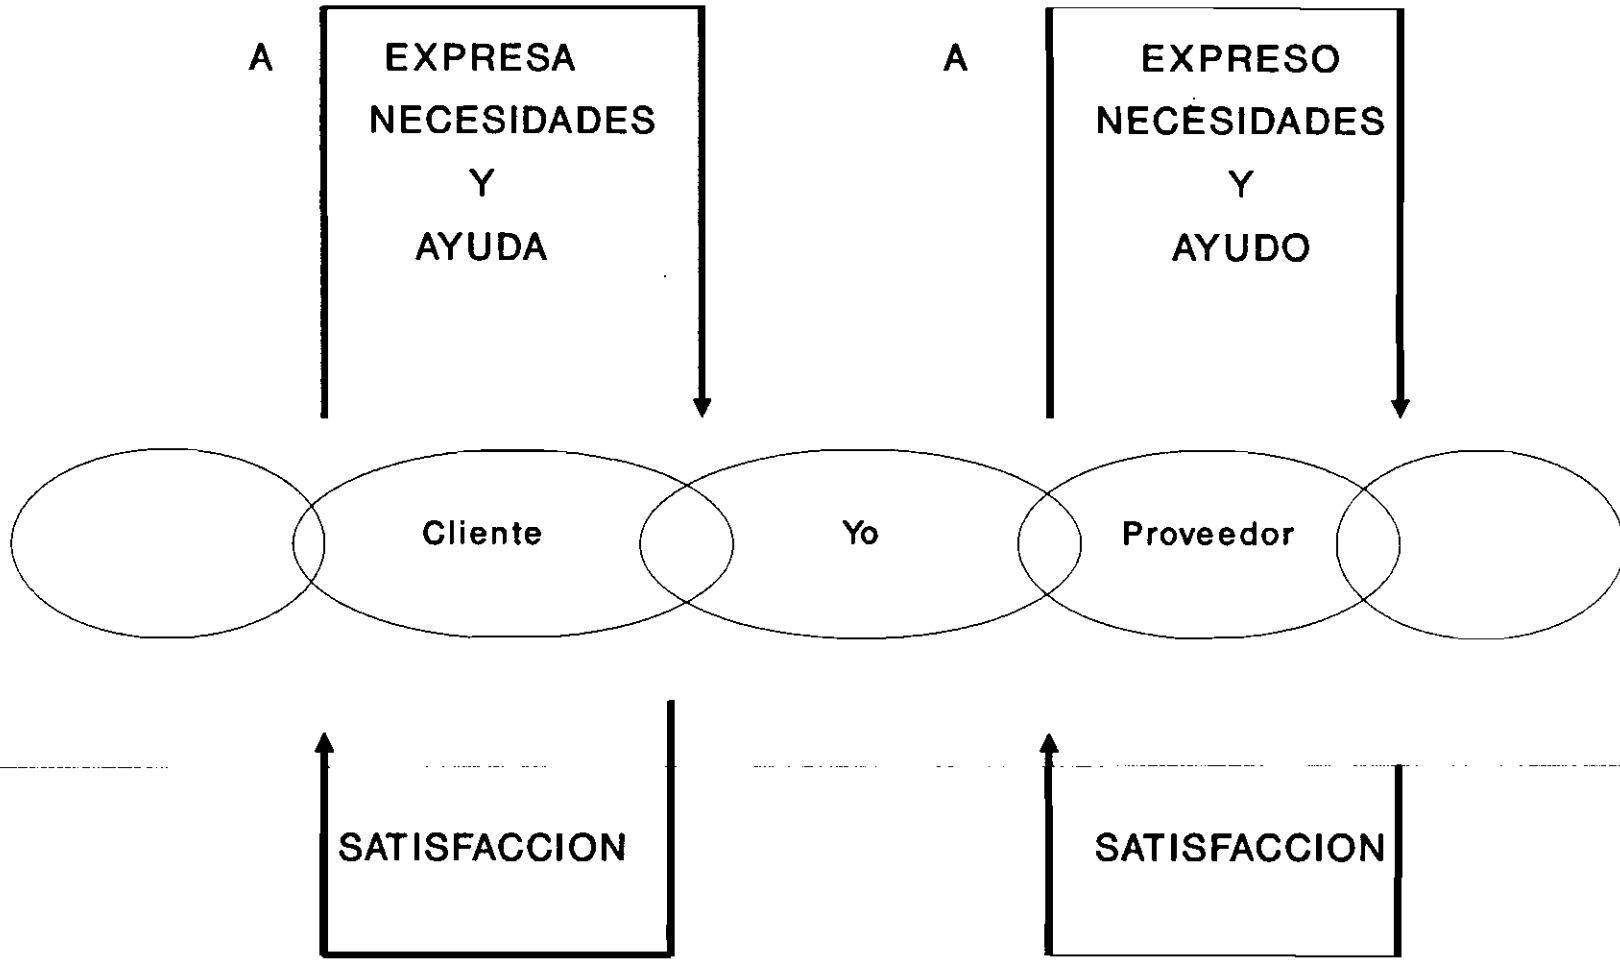 A
EXPRESA
NECESIDADES
Y
AYUDA
A
EXPRESO
NECESIDADES
Y
AYUDO
Cliente
Yo
Proveedor
SATISFACCION
SATISFACCION